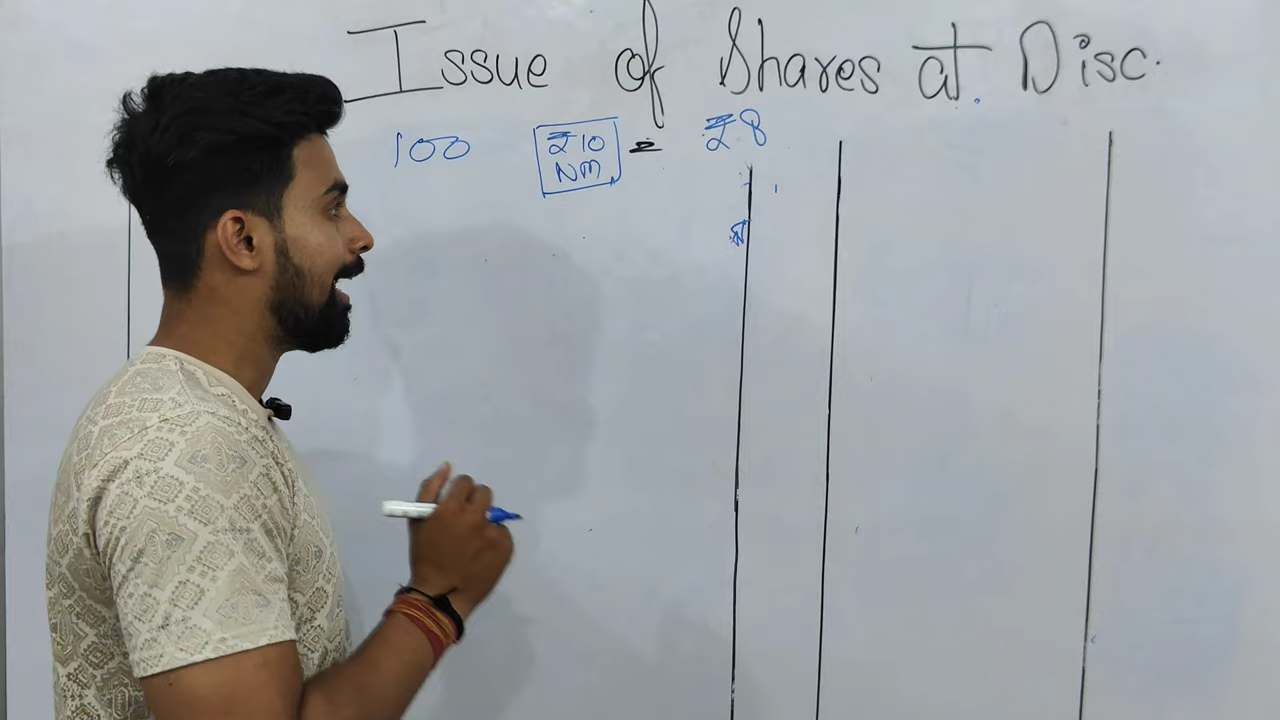 Issue of Shares at Disc.
100 ₹10 = ₹8
NM